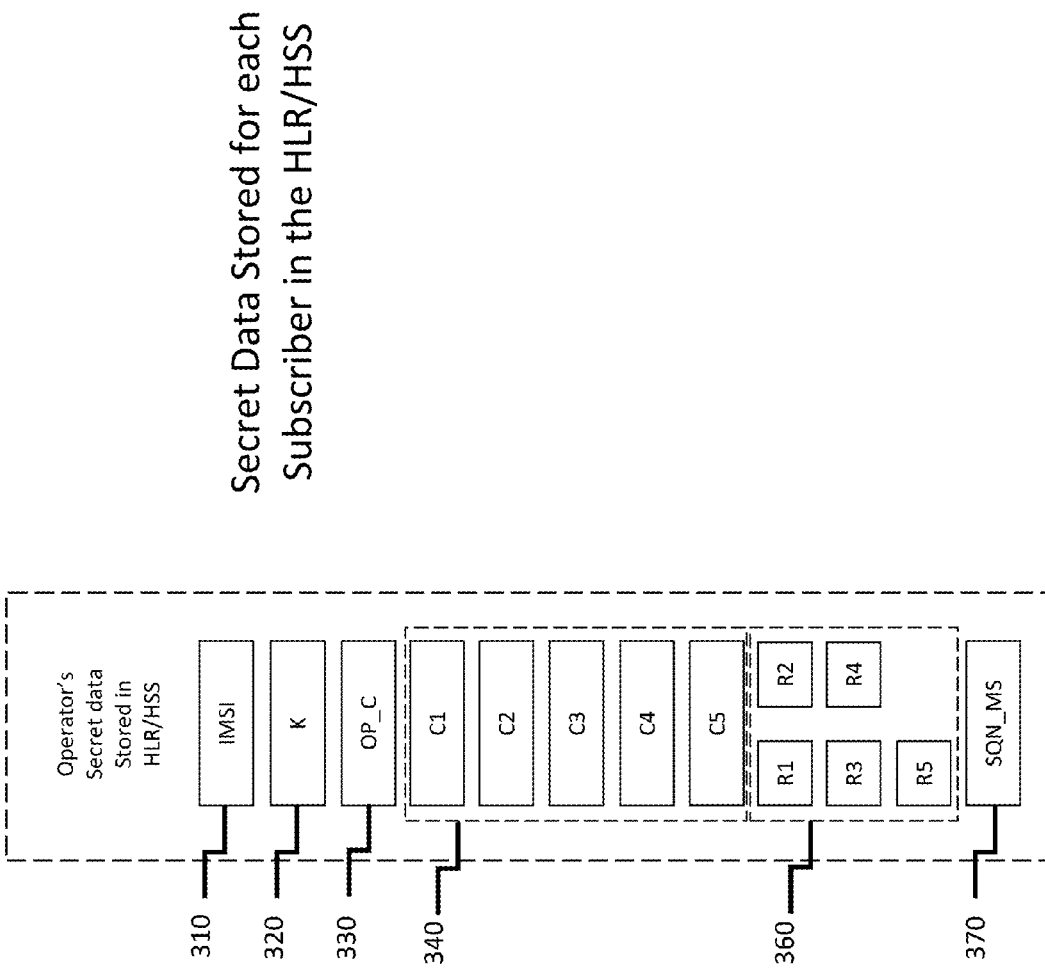 Secret Data Stored for each
Subscriber in the HLR/HSS
Operator's
Secret data
Stored in
HLR/HSS
310
IMSI
320
K
330
OP_C
340
C1
C2
C3
C4
C5
360
R1
R2
R3
R4
R5
370
SQN_MS